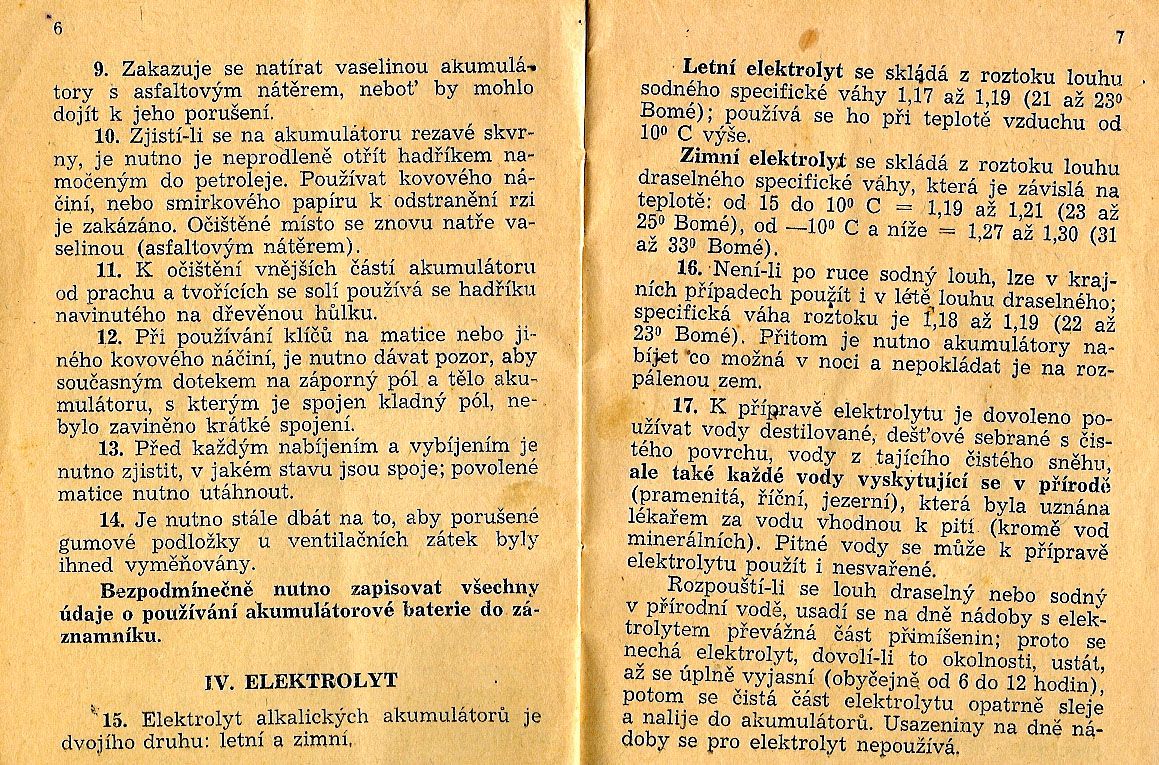 6
9. Zakazuje se natírat vaselinou akumulá-
tory s asfaltovým nátěrem, neboť by mohlo
dojít k jeho porušení.
10. Zjistí-li se na akumulátoru rezavé skvr-
ny, je nutno je neprodleně otřít hadříkem na-
močeným do petroleje. Používat kovového ná-
činí, nebo smirkového papíru k odstranění rzi
je zakázáno. Očištěné místo se znovu natře va-
selinou (asfaltovým nátěrem).
11. K očištění vnějších částí akumulátoru
od prachu a tvořících se solí používá se hadříku
navinutého na dřevěnou hůlku.
12. Při používání klíčů na matice nebo ji-
ného kovového náčiní, je nutno dávat pozor, aby
současným dotekem na záporný pól a tělo aku-
mulátoru, s kterým je spojen kladný pól, ne-
bylo zaviněno krátké spojení.
13. Před každým nabíjením a vybíjením je
nutno zjistit, v jakém stavu jsou spoje; povolené
matice nutno utáhnout.
14. Je nutno stále dbát na to, aby porušené
gumové podložky u ventilačních zátek byly
ihned vyměňovány.
Bezpodmínečně nutno zapisovat všechny
údaje o používání akumulátorové baterie do zá-
znamníku.
IV. ELEKTROLYT
15. Elektrolyt alkalických akumulátorů je
dvojího druhu: letní a zimní.
7
Letní elektrolyt se skládá z roztoku louhu
sodného specifické váhy 1,17 až 1,19 (21 až 23⁰
Bomé); používá se ho při teplotě vzduchu od
10⁰ C výše.
Zimní elektrolyt se skládá z roztoku louhu
draselného specifické váhy, která je závislá na
teplotě: od 15 do 10⁰ C = 1,19 až 1,21 (23 až
25⁰ Bomé), od —10⁰ C a níže = 1,27 až 1,30 (31
až 33⁰ Bomé).
16. Není-li po ruce sodný louh, lze v kraj-
ních případech použít i v létě louhu draselného;
specifická váha roztoku je 1,18 až 1,19 (22 až
23⁰ Bomé). Přitom je nutno akumulátory na-
bíjet co možná v noci a nepokládat je na roz-
pálenou zem.
17. K přípravě elektrolytu je dovoleno po-
užívat vody destilované, dešťové sebrané s čis-
tého povrchu, vody z tajícího čistého sněhu,
ale také každé vody vyskytující se v přírodě
(pramenitá, říční, jezerní), která byla uznána
lékařem za vodu vhodnou k pití (kromě vod
minerálních). Pitné vody se může k přípravě
elektrolytu použít i nesvařené.
Rozpouští-li se louh draselný nebo sodný
v přírodní vodě, usadí se na dně nádoby s elek-
trolytem převážná část přimíšenin; proto se
nechá elektrolyt, dovolí-li to okolnosti, ustát,
až se úplně vyjasní (obyčejně od 6 do 12 hodin),
potom se čistá část elektrolytu opatrně sleje
a nalije do akumulátorů. Usazeniny na dně ná-
doby se pro elektrolyt nepoužívá.